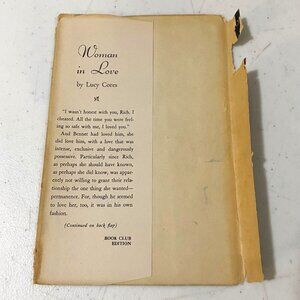 Woman
in Love
by Lucy Cores
"I wasn't honest with you, Rich. I
cheated. All the time you were feel-
ing so safe with me, I loved you."
And Bennet had loved him, she
did love him, with a love that was
intense, exclusive and dangerously
possessive. Particularly since Rich,
as perhaps she should have known,
as perhaps she did know, was appar-
ently not willing to grant their rela-
tionship the one thing she wanted—
permanence. For, though he seemed
to love her, too, it was in his own
fashion.
(Continued on back flap)
BOOK CLUB
EDITION